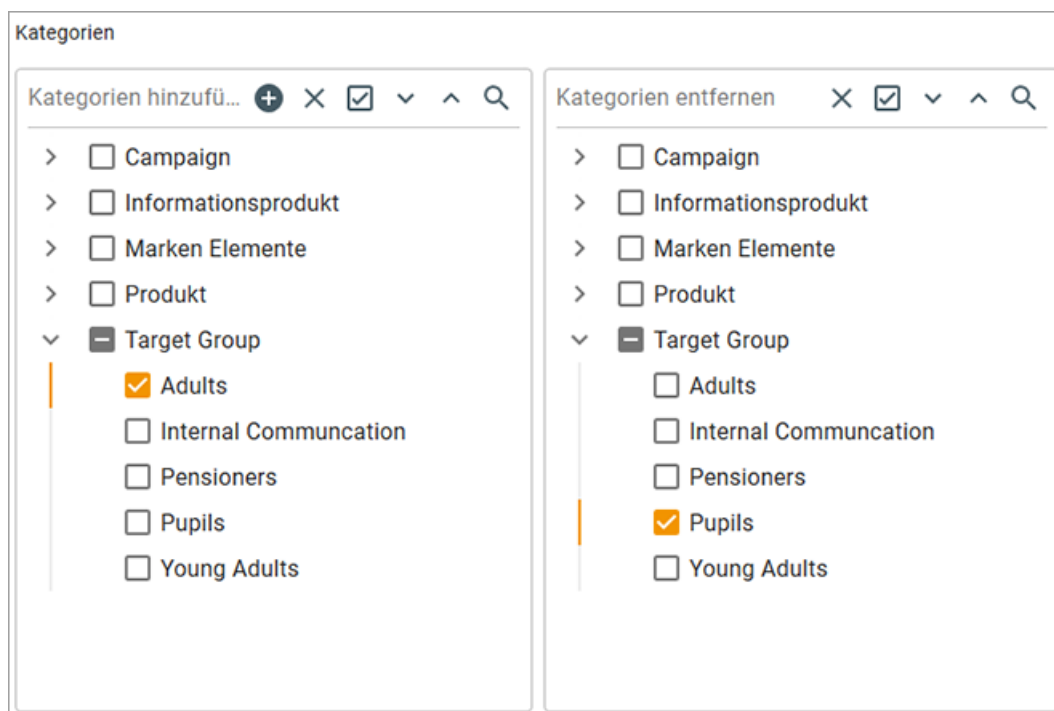 Kategorien
Kategorien hinzufü...
Campaign
Informationsprodukt
Marken Elemente
Produkt
Target Group
Adults
Internal Communcation
Pensioners
Pupils
Young Adults
Kategorien entfernen
Campaign
Informationsprodukt
Marken Elemente
Produkt
Target Group
Adults
Internal Communcation
Pensioners
Pupils
Young Adults